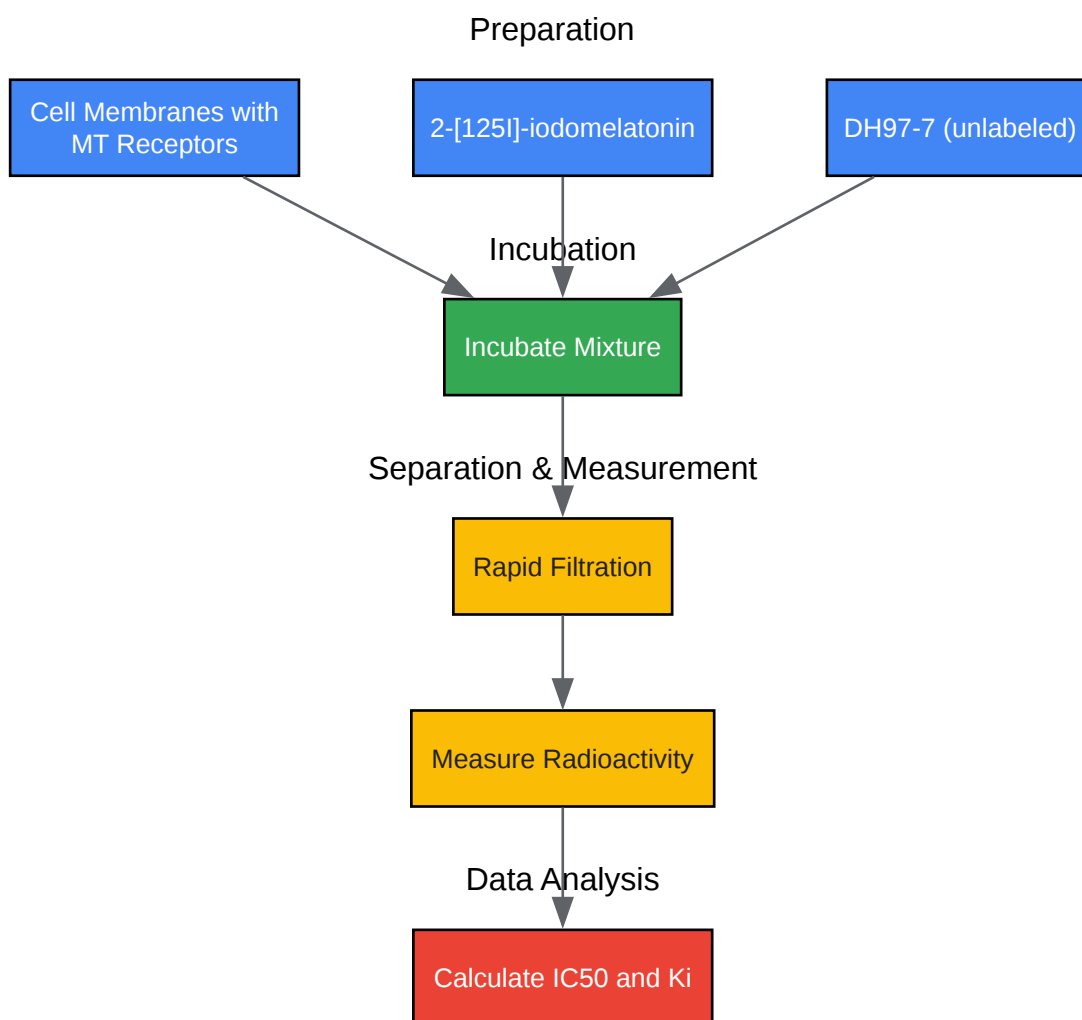 Preparation
Cell Membranes with
MT Receptors
2-[125I]-iodomelatonin
DH97-7 (unlabeled)
Incubation
Incubate Mixture
Separation & Measurement
Rapid Filtration
Measure Radioactivity
Data Analysis
Calculate IC50 and Ki